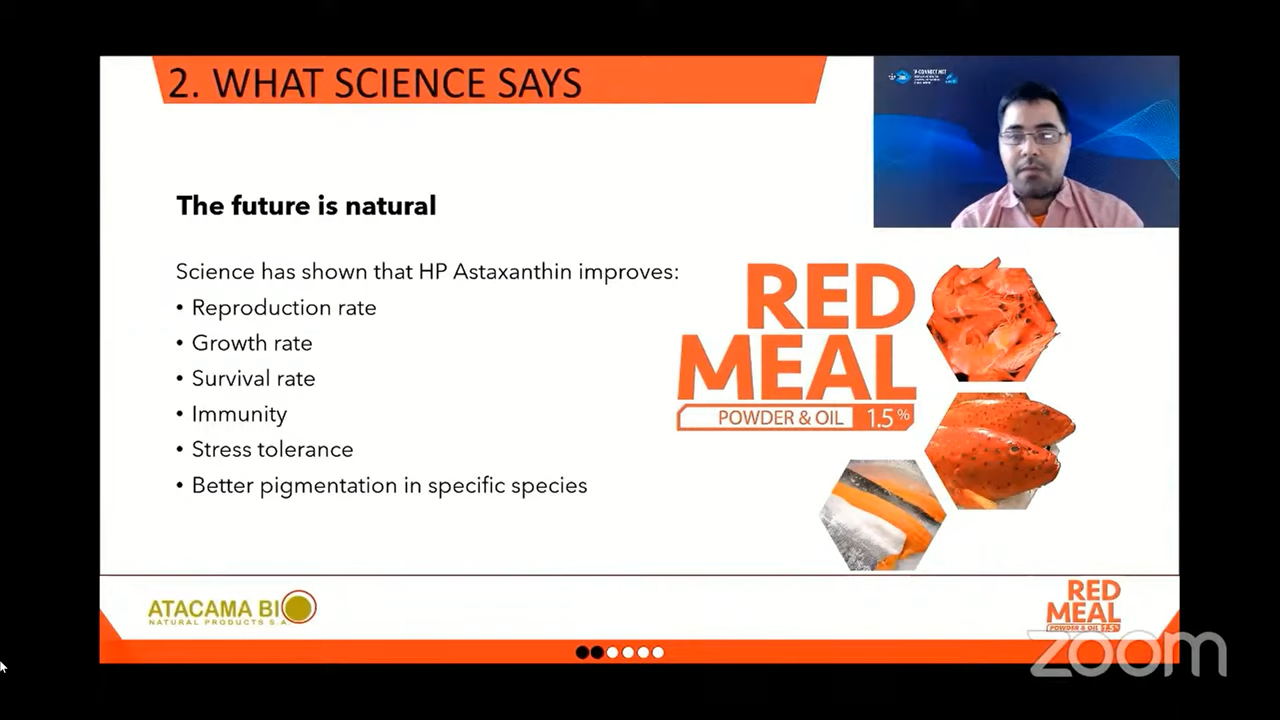 2. WHAT SCIENCE SAYS
The future is natural
Science has shown that HP Astaxanthin improves:
• Reproduction rate
• Growth rate
• Survival rate
• Immunity
• Stress tolerance
• Better pigmentation in specific species
RED
MEAL
POWDER & OIL 1.5%
ATACAMA BIO
NATURAL PRODUCTS S.A
RED
MEAL
POWDER & OIL 1.5%
zoom